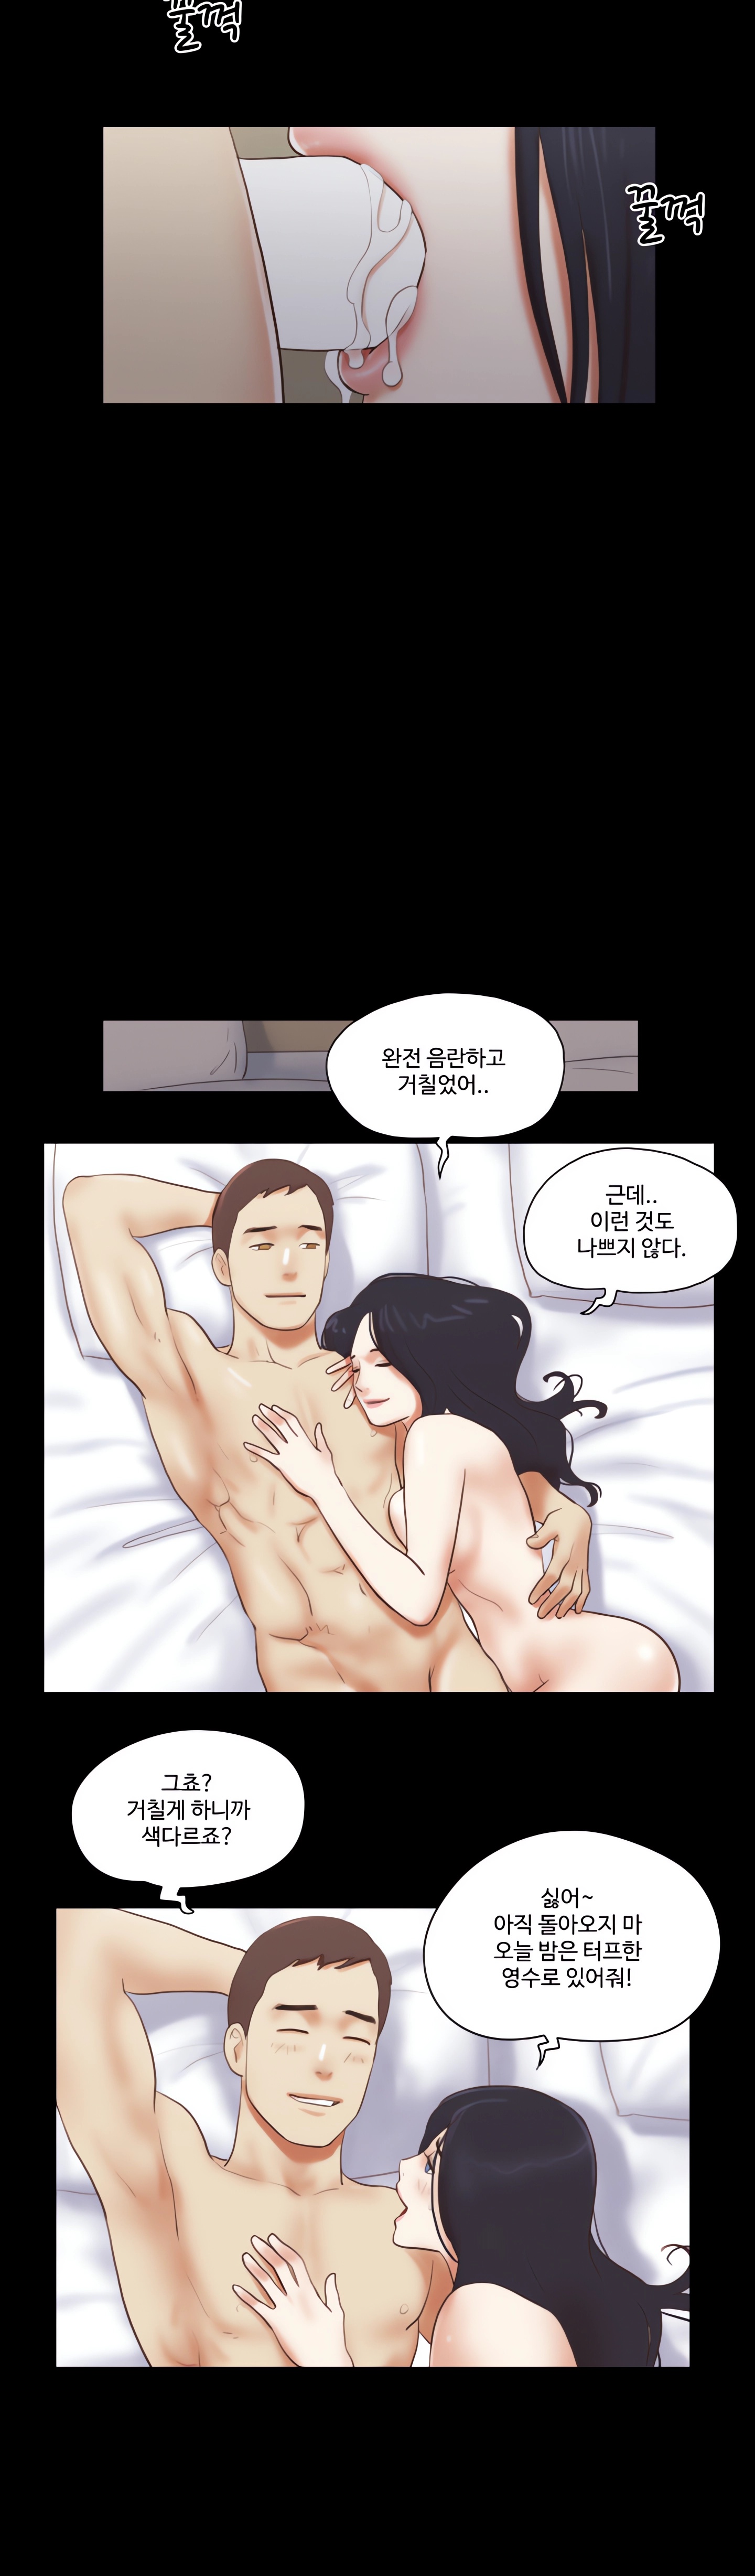 꿀꺽
꿀꺽
완전 음란하고
거칠었어..
근데..
이런 것도
나쁘지 않다.
그쵸?
거칠게 하니까
색다르죠?
싫어~
아직 돌아오지 마
오늘 밤은 터프한
영수로 있어줘!